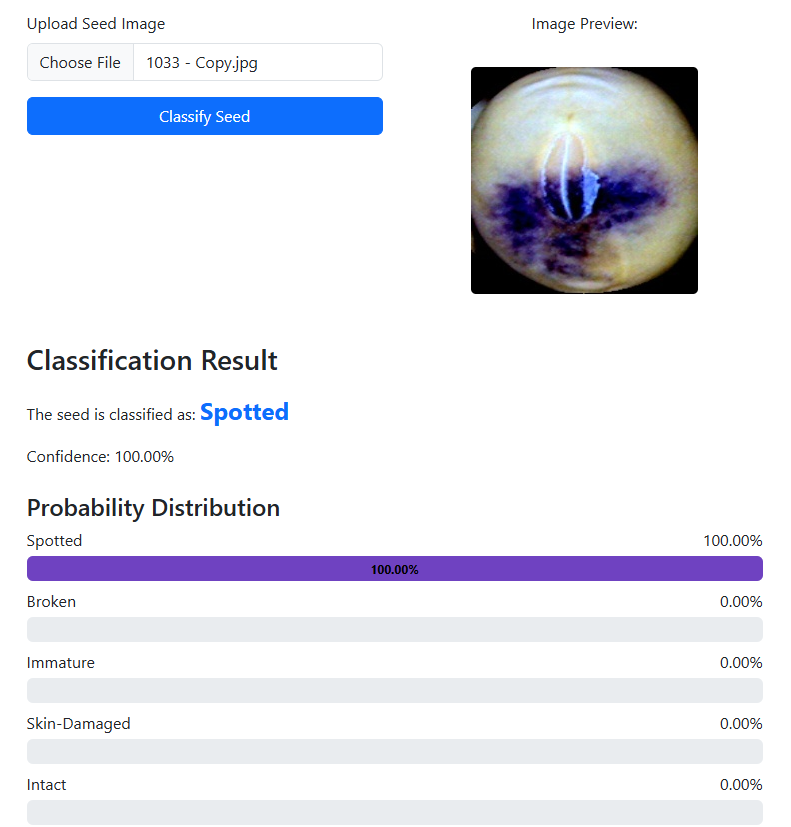 Upload Seed Image
Image Preview:
Choose File 1033 - Copy.jpg
Classify Seed
Classification Result
The seed is classified as: Spotted
Confidence: 100.00%
Probability Distribution
Spotted 100.00%
100.00%
Broken 0.00%
Immature 0.00%
Skin-Damaged 0.00%
Intact 0.00%